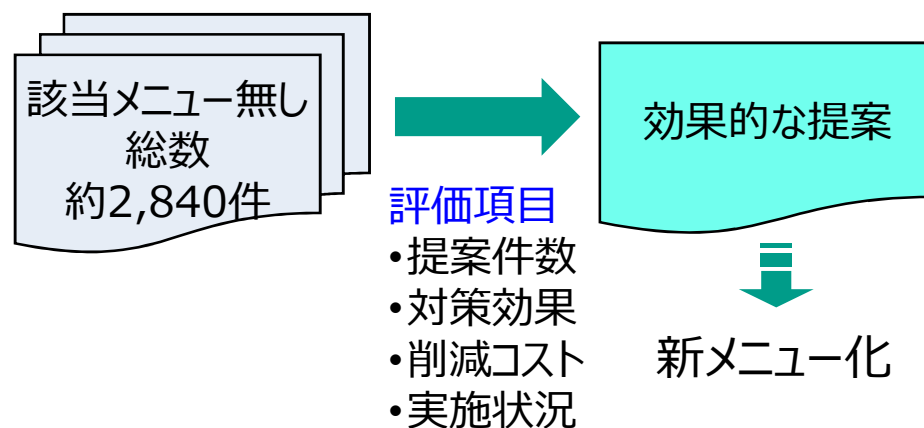 該当メニュー無し
総数
約2,840件
評価項目
•提案件数
•対策効果
•削減コスト
•実施状況
効果的な提案
新メニュー化